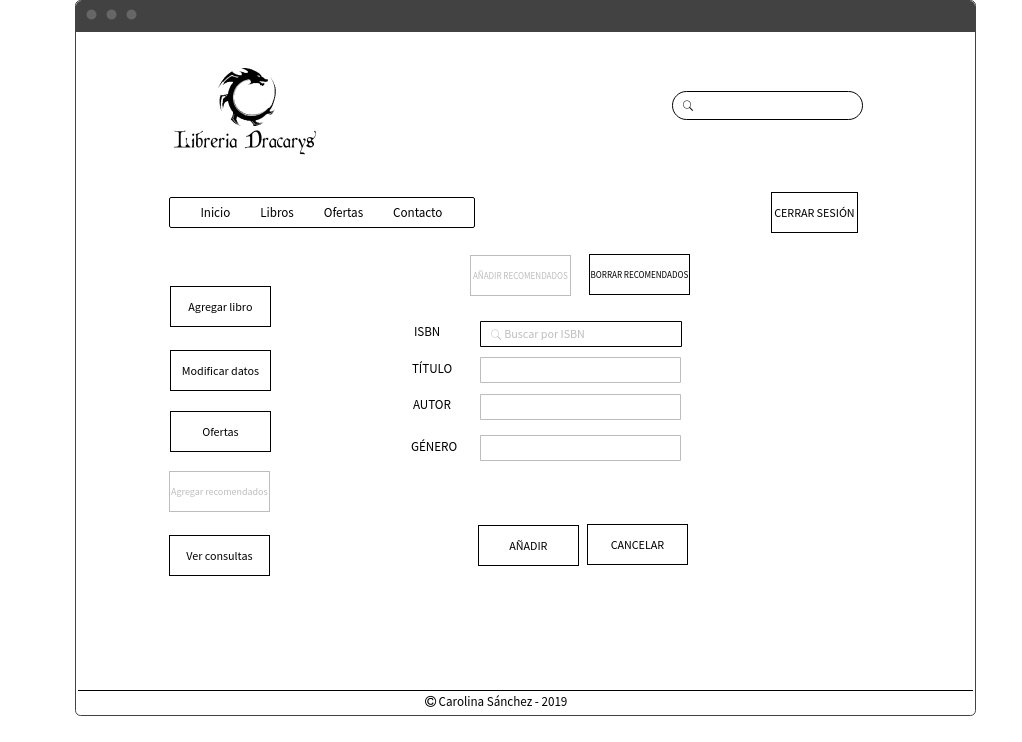 Libreria Dracarys
Inicio Libros Ofertas Contacto
CERRAR SESIÓN
AÑADIR RECOMENDADOS BORRAR RECOMENDADOS
Agregar libro
Modificar datos
Ofertas
Agregar recomendados
Ver consultas
ISBN Buscar por ISBN
TÍTULO
AUTOR
GÉNERO
AÑADIR CANCELAR
© Carolina Sánchez - 2019